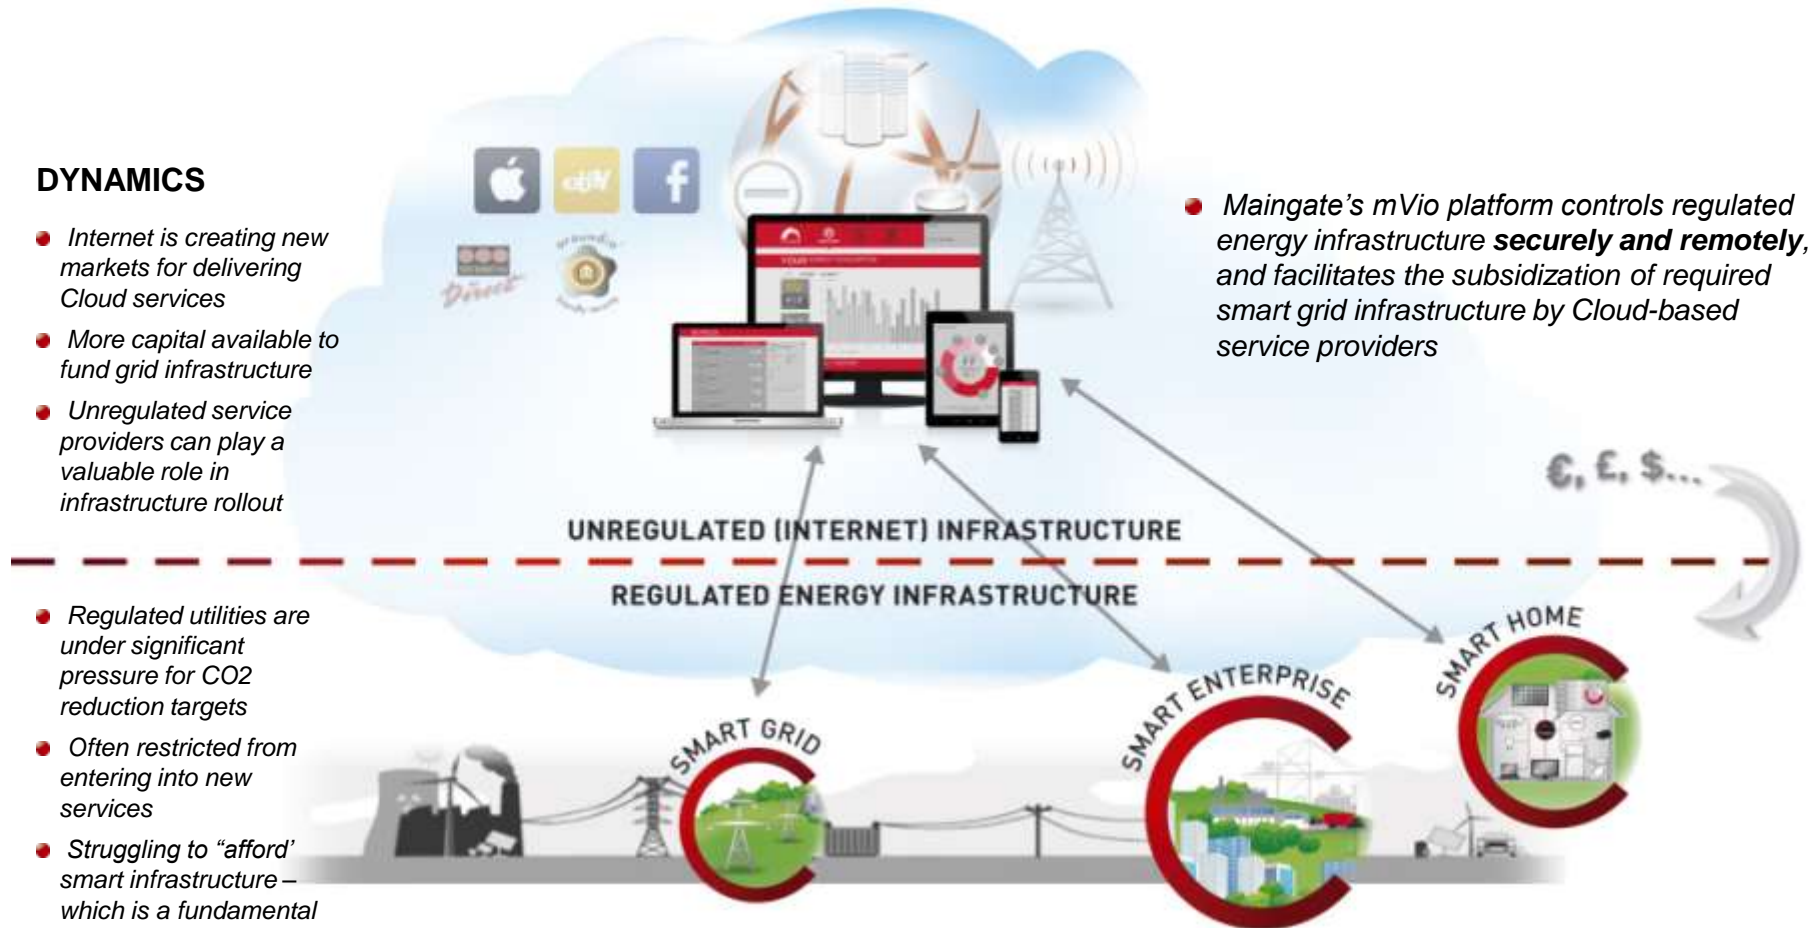 DYNAMICS
Internet is creating new
markets for delivering
Cloud services
More capital available to
fund grid infrastructure
Unregulated service
providers can play a
valuable role in
infrastructure rollout
Maingate's mVio platform controls regulated
energy infrastructure securely and remotely,
and facilitates the subsidization of required
smart grid infrastructure by Cloud-based
service providers
€, £, $...
UNREGULATED (INTERNET) INFRASTRUCTURE
REGULATED ENERGY INFRASTRUCTURE
Regulated utilities are
under significant
pressure for CO2
reduction targets
Often restricted from
entering into new
services
Struggling to “afford’
smart infrastructure –
which is a fundamental
SMART GRID
SMART ENTERPRISE
SMART HOME
Direct
YOUR